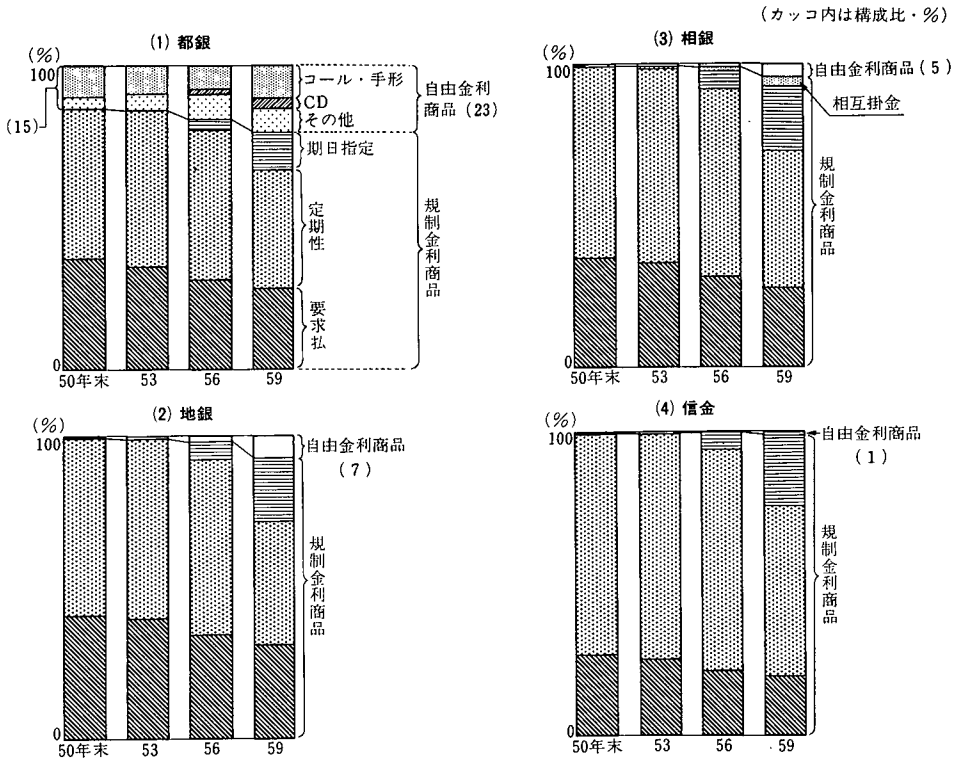 (カッコ内は構成比・%)
(1) 都銀
(%)
100
(15)
0
50年末 53 56 59
コール・手形
CD
その他
自由金利商品 (23)
期日指定
定期性
要求払
規制金利商品
(2) 地銀
(%)
100
0
50年末 53 56 59
自由金利商品
(7)
規制金利商品
(3) 相銀
(%)
100
0
50年末 53 56 59
自由金利商品 (5)
相互掛金
規制金利商品
(4) 信金
(%)
100
0
50年末 53 56 59
自由金利商品
(1)
規制金利商品